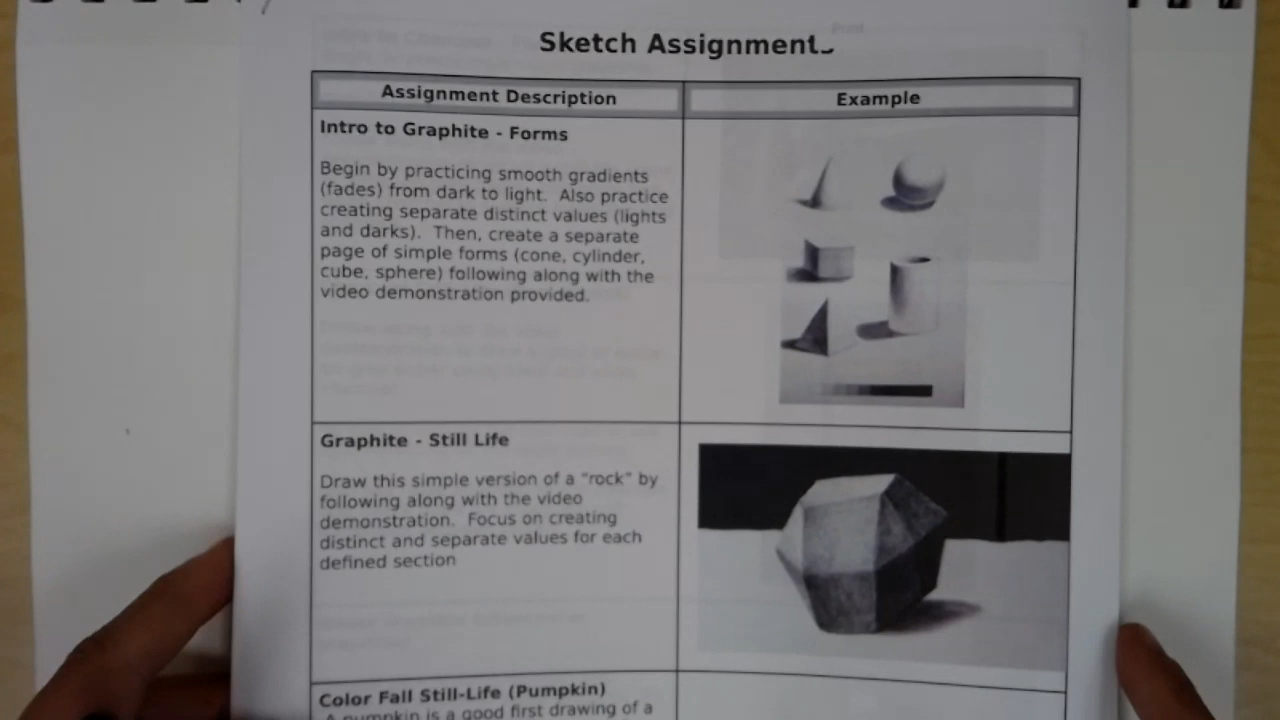 Sketch Assignments
Assignment Description
Example
Intro to Graphite - Forms
Begin by practicing smooth gradients
(fades) from dark to light.  Also practice
creating separate distinct values (lights
and darks).  Then, create a separate
page of simple forms (cone, cylinder,
cube, sphere) following along with the
video demonstration provided.
Graphite - Still Life
Draw this simple version of a "rock" by
following along with the video
demonstration.  Focus on creating
distinct and separate values for each
defined section
Color Fall Still-Life (Pumpkin)
A pumpkin is a good first drawing of a